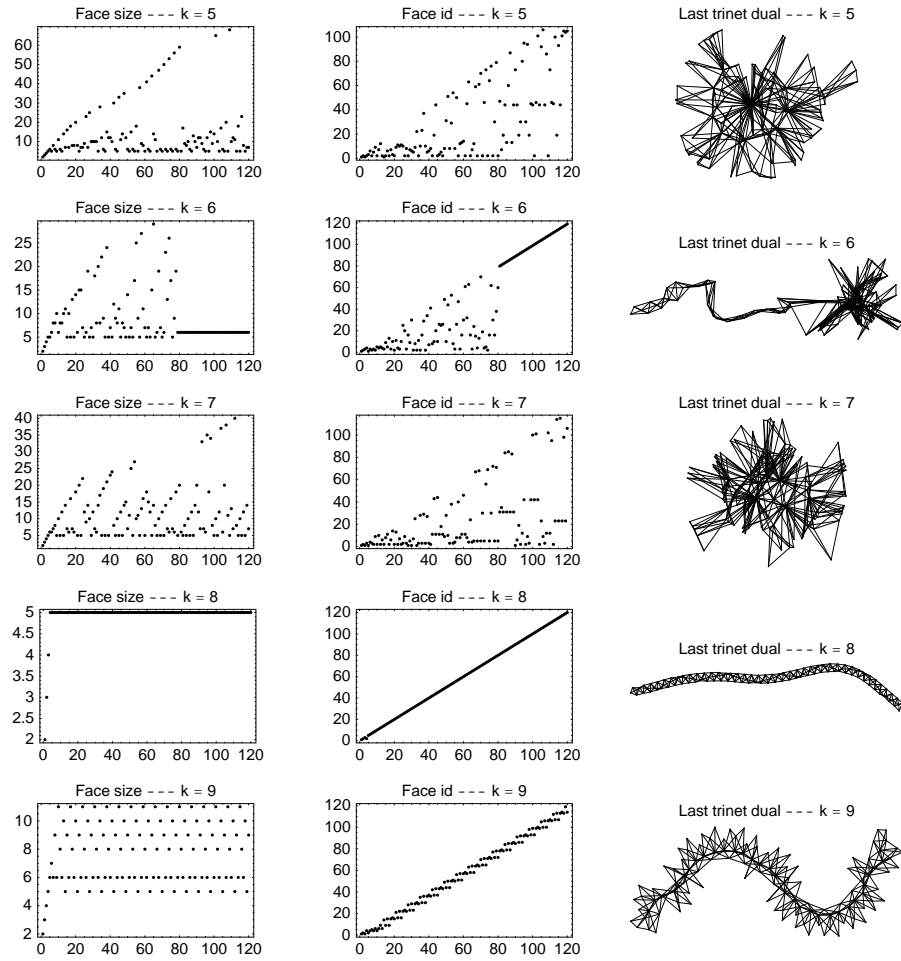 Face size --- k = 5
Face id --- k = 5
Last trinet dual --- k = 5
60
50
40
30
20
10
0 20 40 60 80 100 120
100
80
60
40
20
0
0 20 40 60 80 100 120
Face size --- k = 6
Face id --- k = 6
Last trinet dual --- k = 6
25
20
15
10
5
0 20 40 60 80 100 120
120
100
80
60
40
20
0
0 20 40 60 80 100 120
Face size --- k = 7
Face id --- k = 7
Last trinet dual --- k = 7
40
35
30
25
20
15
10
5
0 20 40 60 80 100 120
100
80
60
40
20
0
0 20 40 60 80 100 120
Face size --- k = 8
Face id --- k = 8
Last trinet dual --- k = 8
5
4.5
4
3.5
3
2.5
2
0 20 40 60 80 100 120
120
100
80
60
40
20
0
0 20 40 60 80 100 120
Face size --- k = 9
Face id --- k = 9
Last trinet dual --- k = 9
10
8
6
4
2
0 20 40 60 80 100 120
120
100
80
60
40
20
0
0 20 40 60 80 100 120